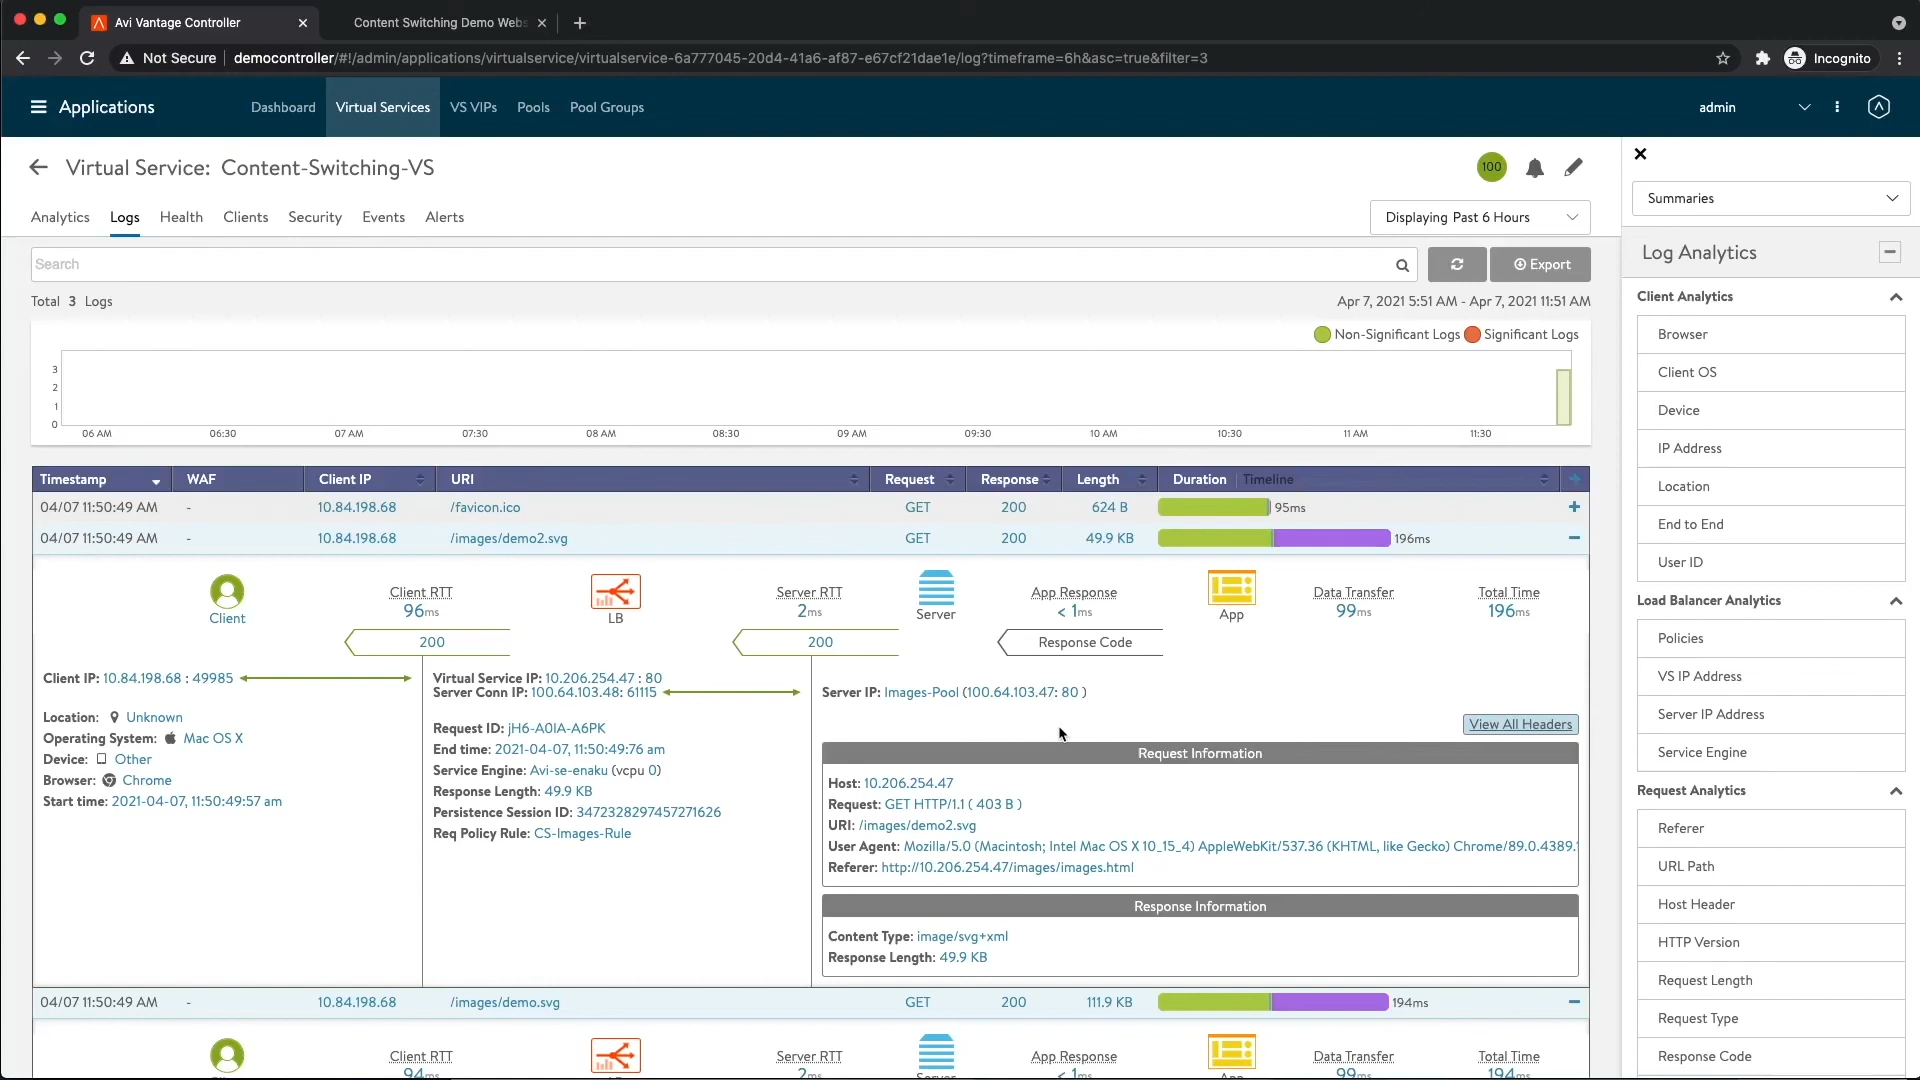 Avi Vantage Controller
Content Switching Demo Webs
Not Secure democontroller/#!/admin/applications/virtualservice/virtualservice-6a777045-20d4-41a6-af87-e67cf21dae1e/log?timeframe=6h&asc=true&filter=3
Incognito
Applications
Dashboard Virtual Services VS VIPs Pools Pool Groups
admin
Virtual Service: Content-Switching-VS
100
Analytics Logs Health Clients Security Events Alerts
Displaying Past 6 Hours
Search
Export
Total 3 Logs
Apr 7, 2021 5:51 AM - Apr 7, 2021 11:51 AM
Non-Significant Logs Significant Logs
3
2
1
0
06 AM 06:30 07 AM 07:30 08 AM 08:30 09 AM 09:30 10 AM 10:30 11 AM 11:30
Timestamp WAF Client IP URI Request Response Length Duration Timeline
04/07 11:50:49 AM - 10.84.198.68 /favicon.ico GET 200 624 B 95ms
04/07 11:50:49 AM - 10.84.198.68 /images/demo2.svg GET 200 49.9 KB 196ms
Client
Client RTT
96ms
LB
Server RTT
2ms
Server
App Response
< 1ms
App
Data Transfer
99ms
Total Time
196ms
200
200
Response Code
Client IP: 10.84.198.68 : 49985
Location: Unknown
Operating System: Mac OS X
Device: Other
Browser: Chrome
Start time: 2021-04-07, 11:50:49:57 am
Virtual Service IP: 10.206.254.47 : 80
Server Conn IP: 100.64.103.48: 61115
Request ID: jH6-A0IA-A6PK
End time: 2021-04-07, 11:50:49:76 am
Service Engine: Avi-se-enaku (vcpu 0)
Response Length: 49.9 KB
Persistence Session ID: 3472328297457271626
Req Policy Rule: CS-Images-Rule
Server IP: Images-Pool (100.64.103.47: 80 )
View All Headers
Request Information
Host: 10.206.254.47
Request: GET HTTP/1.1 ( 403 B )
URI: /images/demo2.svg
User Agent: Mozilla/5.0 (Macintosh; Intel Mac OS X 10_15_4) AppleWebKit/537.36 (KHTML, like Gecko) Chrome/89.0.4389.
Referer: http://10.206.254.47/images/images.html
Response Information
Content Type: image/svg+xml
Response Length: 49.9 KB
04/07 11:50:49 AM - 10.84.198.68 /images/demo.svg GET 200 111.9 KB 194ms
Client RTT
94ms
Server RTT
2ms
Server
App Response
< 1ms
App
Data Transfer
99ms
Total Time
194ms
Summaries
Log Analytics
Client Analytics
Browser
Client OS
Device
IP Address
Location
End to End
User ID
Load Balancer Analytics
Policies
VS IP Address
Server IP Address
Service Engine
Request Analytics
Referer
URL Path
Host Header
HTTP Version
Request Length
Request Type
Response Code